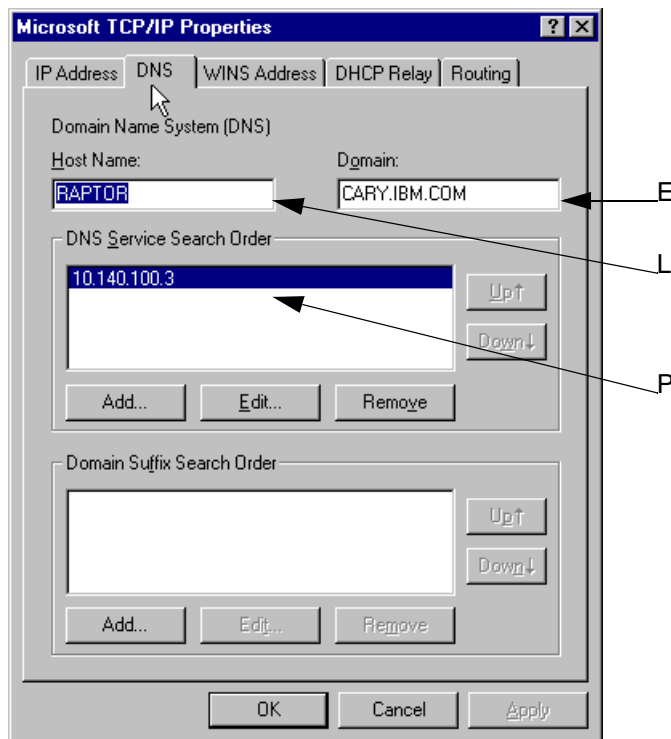 Microsoft TCP/IP Properties
IP Address DNS WINS Address DHCP Relay Routing
Domain Name System (DNS)
Host Name: Domain:
RAPTOR CARY.IBM.COM
E
DNS Service Search Order
L
10.140.100.3
Up↑
Down↓
P
Add... Edit... Remove
Domain Suffix Search Order
Up↑
Down↓
Add... Edit... Remove
OK Cancel Apply